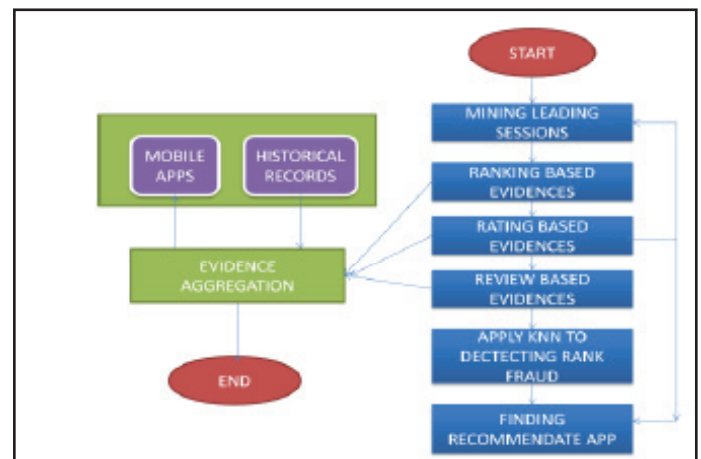 START
MINING LEADING
SESSIONS
MOBILE
APPS
HISTORICAL
RECORDS
RANKING BASED
EVIDENCES
RATING BASED
EVIDENCES
EVIDENCE
AGGREGATION
REVIEW BASED
EVIDENCES
APPLY KNN TO
DECTECTING RANK
FRAUD
END
FINDING
RECOMMENDATE APP